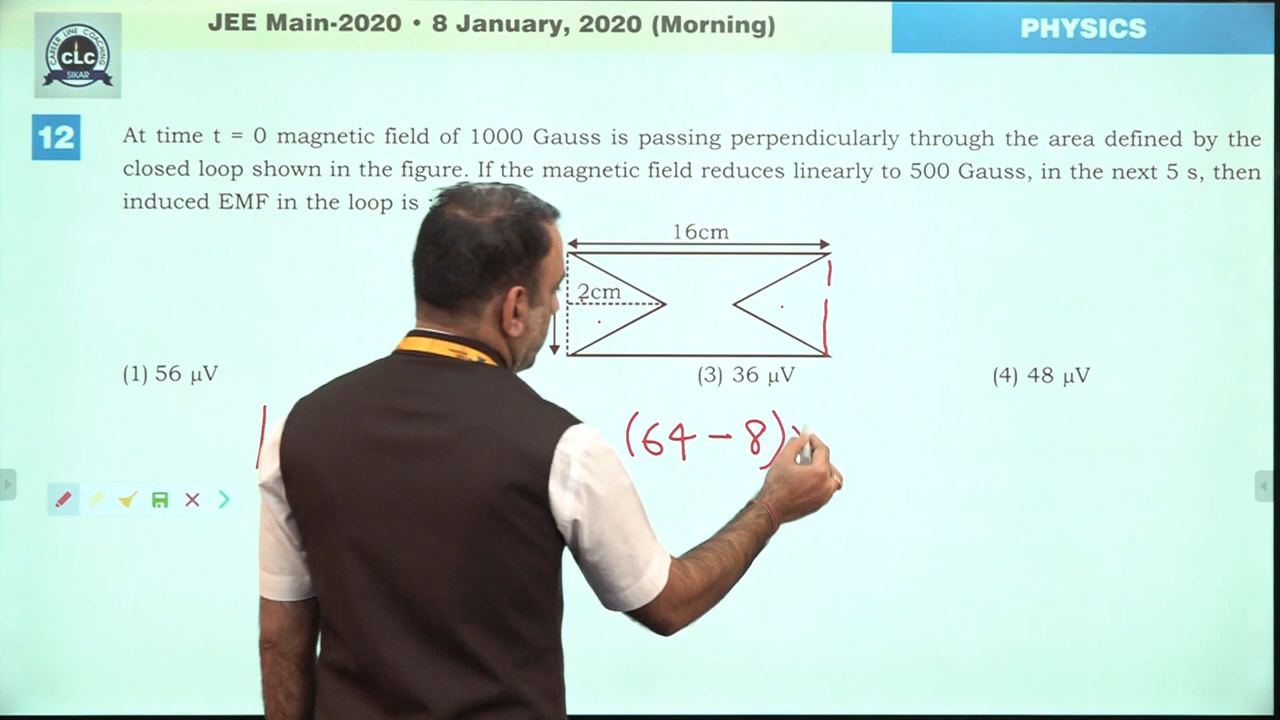 JEE Main-2020 • 8 January, 2020 (Morning)
PHYSICS
CAREER LINE COACHING
CLC
SIKAR
12
At time t = 0 magnetic field of 1000 Gauss is passing perpendicularly through the area defined by the
closed loop shown in the figure. If the magnetic field reduces linearly to 500 Gauss, in the next 5 s, then
induced EMF in the loop is :
16cm
2cm
(1) 56 μV
(3) 36 μV
(4) 48 μV
(64 - 8)